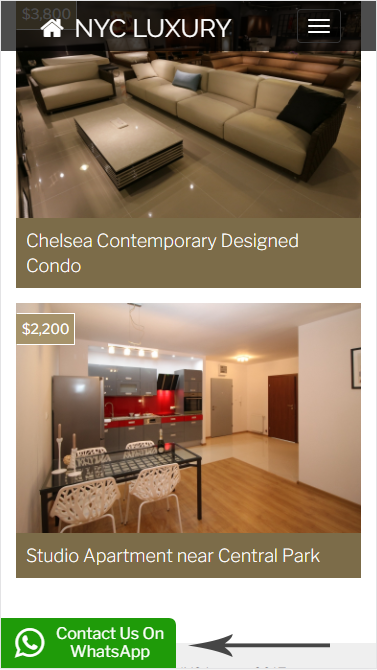 $3,800
NYC LUXURY
Chelsea Contemporary Designed
Condo
$2,200
Studio Apartment near Central Park
Contact Us On
WhatsApp